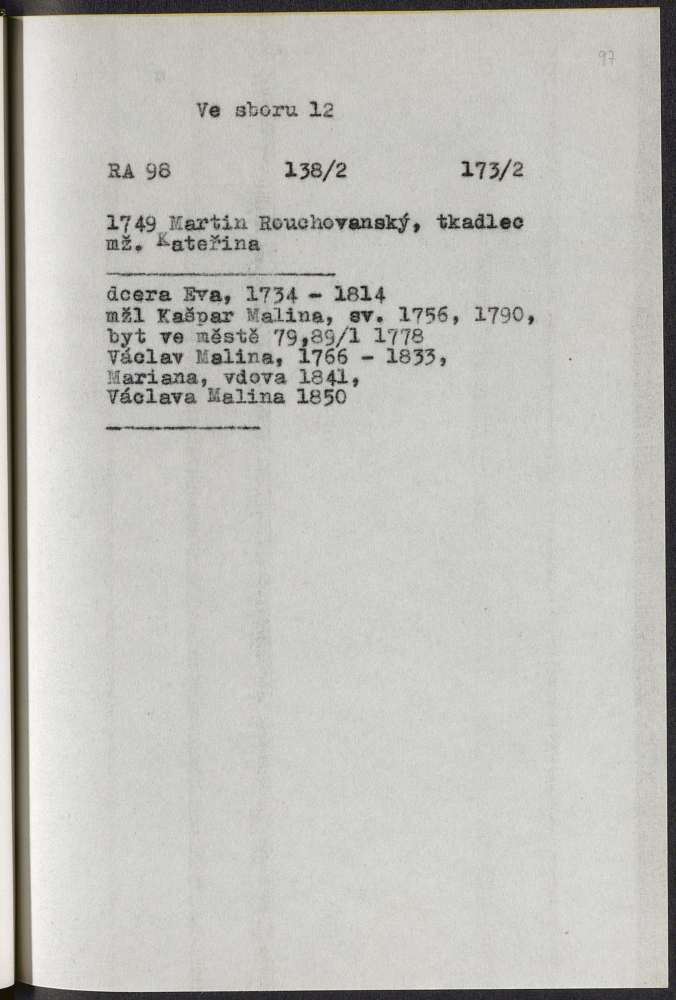 97
Ve sboru 12
RA 98 138/2 173/2
1749 Martin Rouchovanský, tkadlec
mž. Kateřina
dcera Eva, 1734 - 1814
mžl Kašpar Malina, sv. 1756, 1790,
byt ve městě 79,89/1 1778
Václav Malina, 1766 - 1833,
Mariana, vdova 1841,
Václava Malina 1850